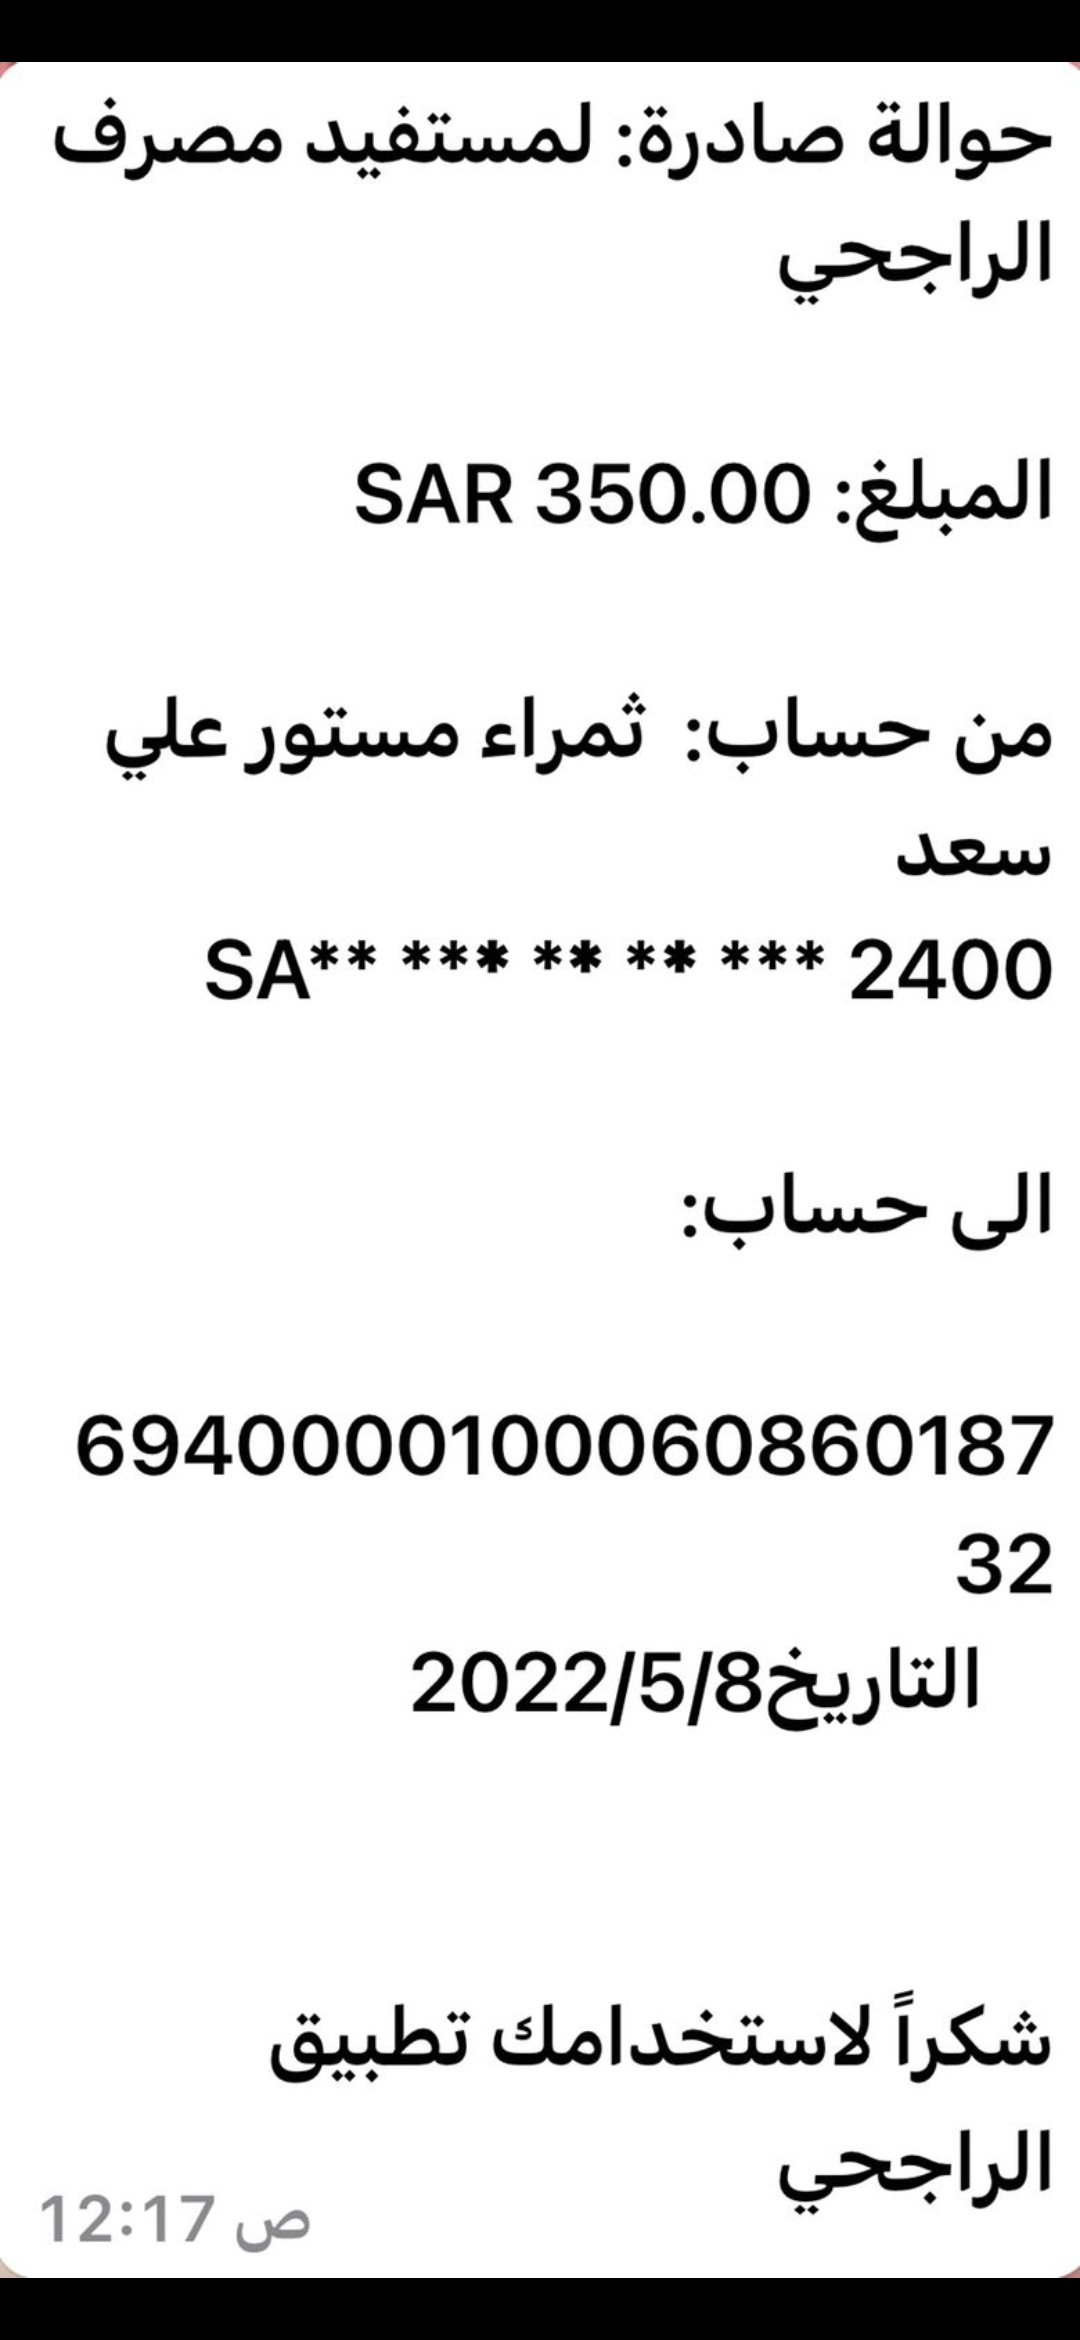 حوالة صادرة: لمستفيد مصرف
الراجحي
المبلغ: SAR 350.00
من حساب: ثمراء مستور علي
سعد
SA** *** ** ** *** 2400
الى حساب:
6940000100060860187
32
التاريخ2022/5/8
شكراً لاستخدامك تطبيق
الراجحي
12:17 ص